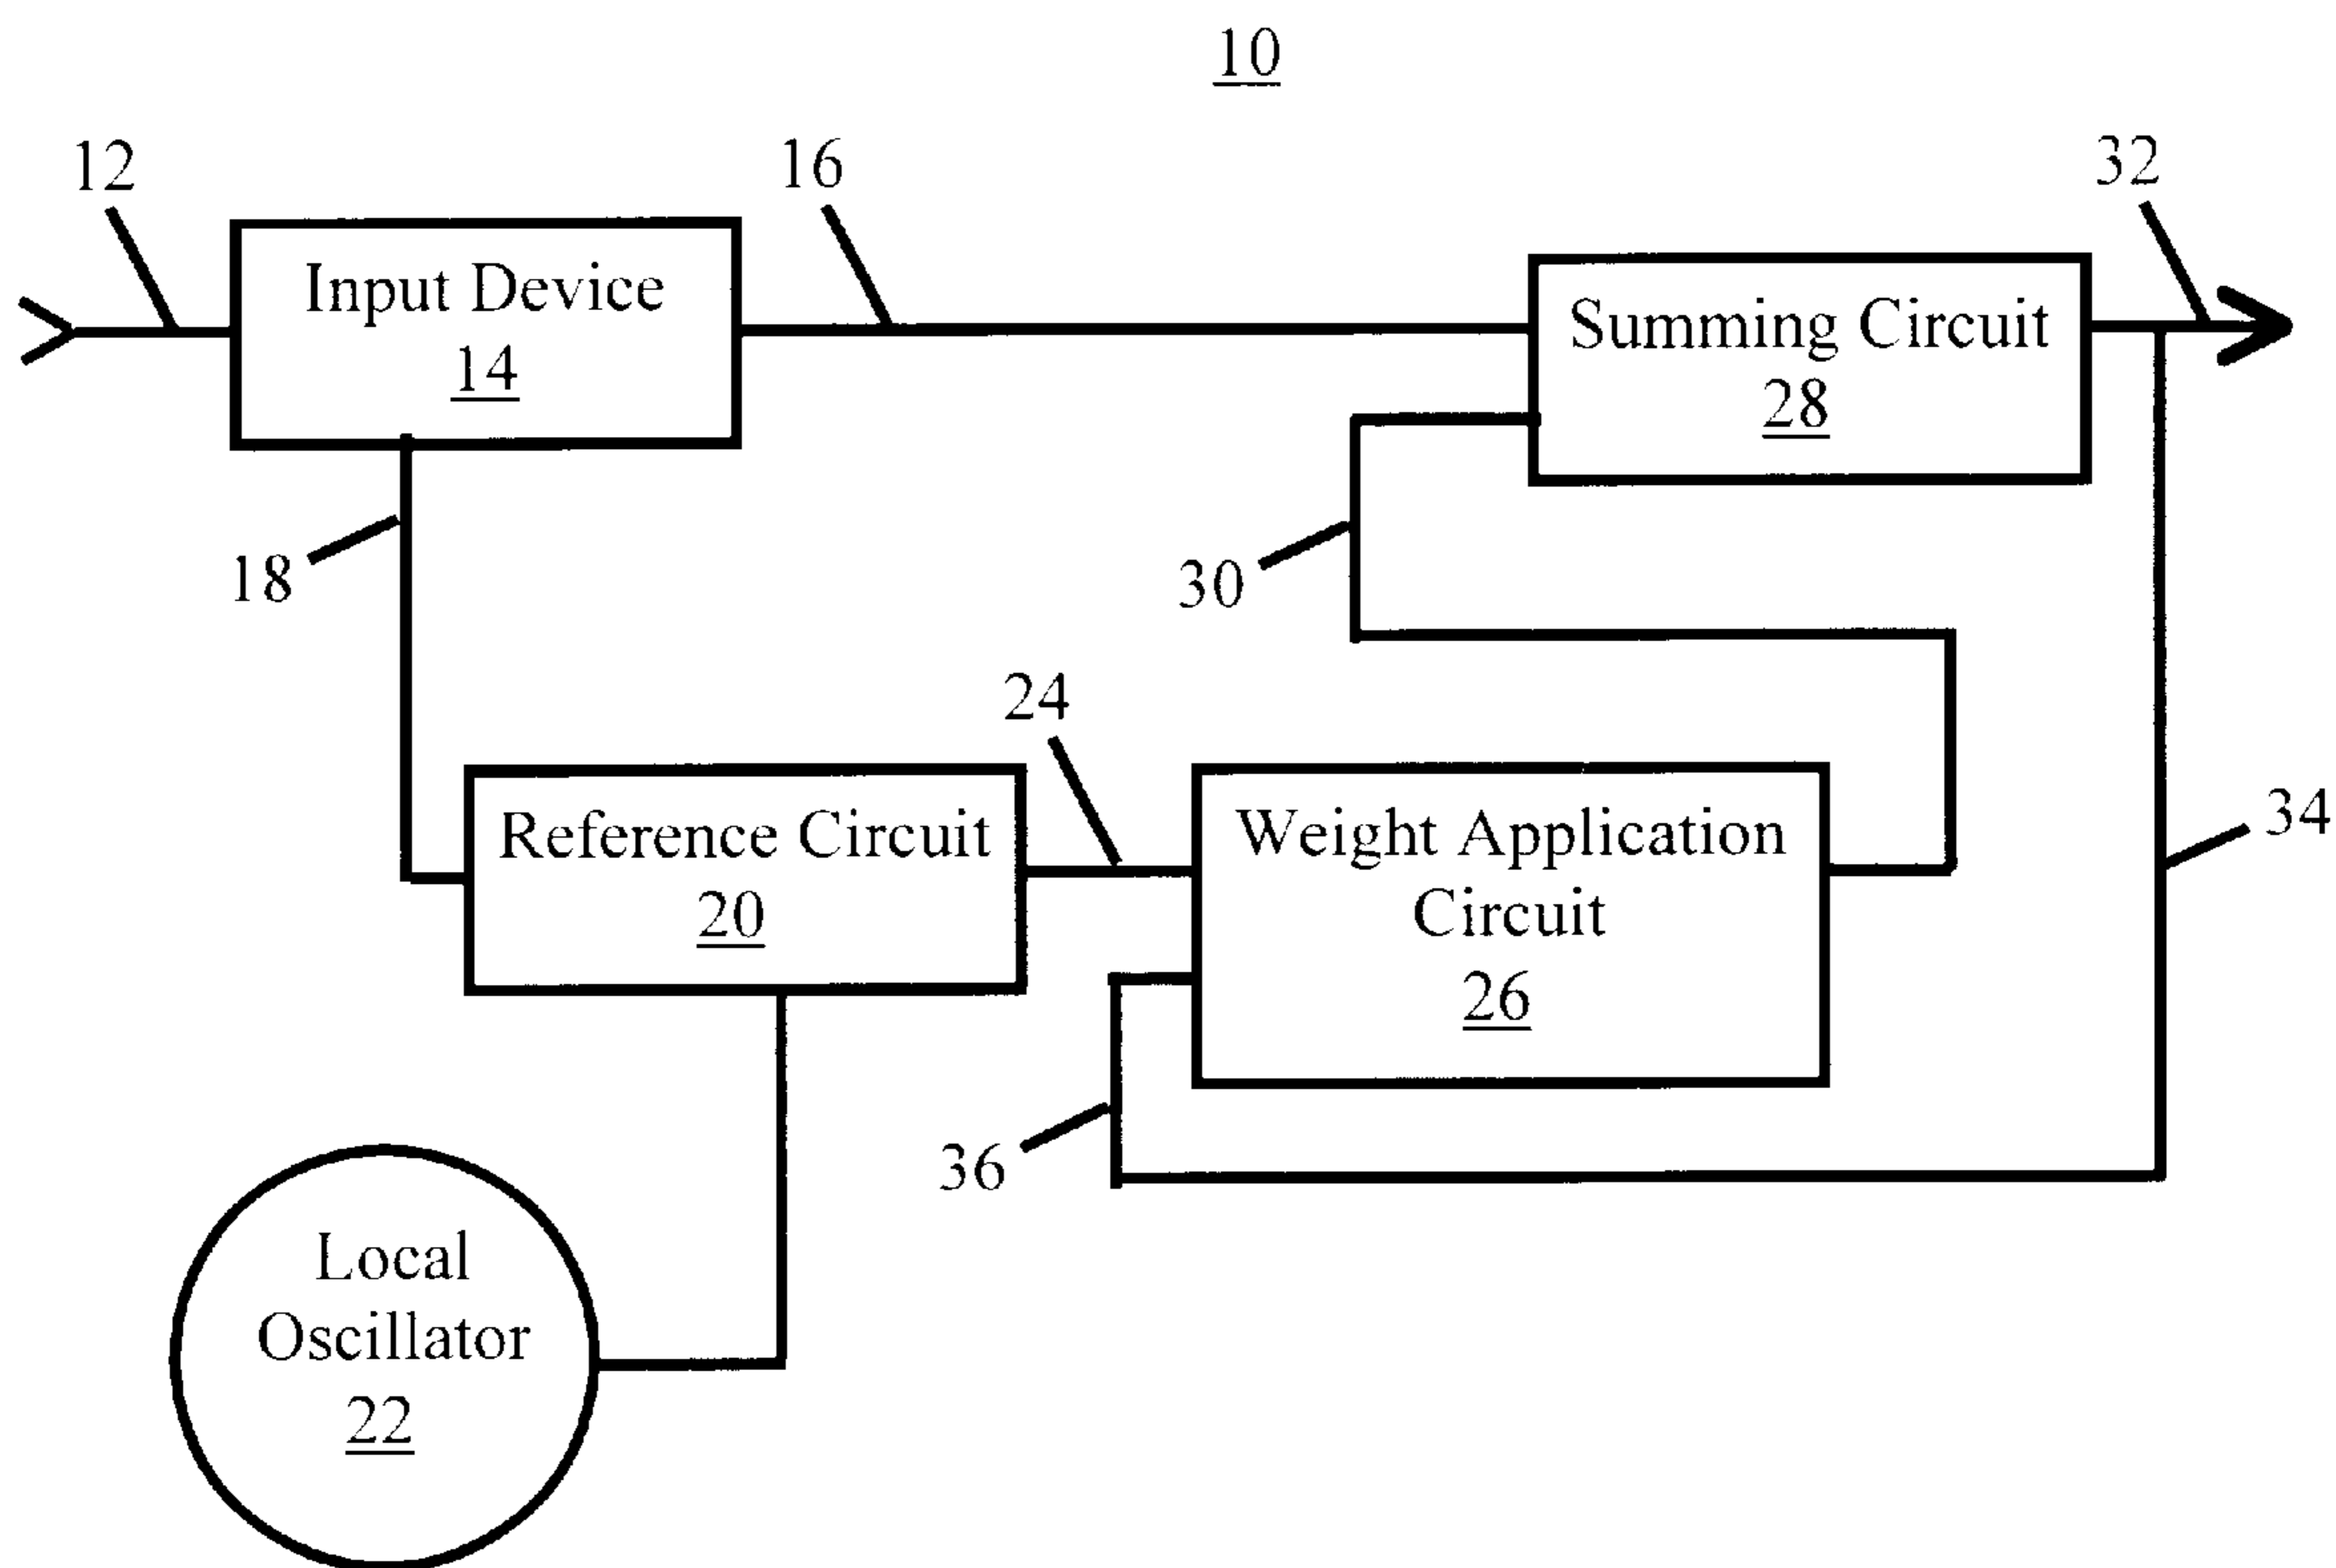 10
12
16
32
Input Device
14
Summing Circuit
28
18
30
24
34
Reference Circuit
20
Weight Application
Circuit
26
36
Local
Oscillator
22